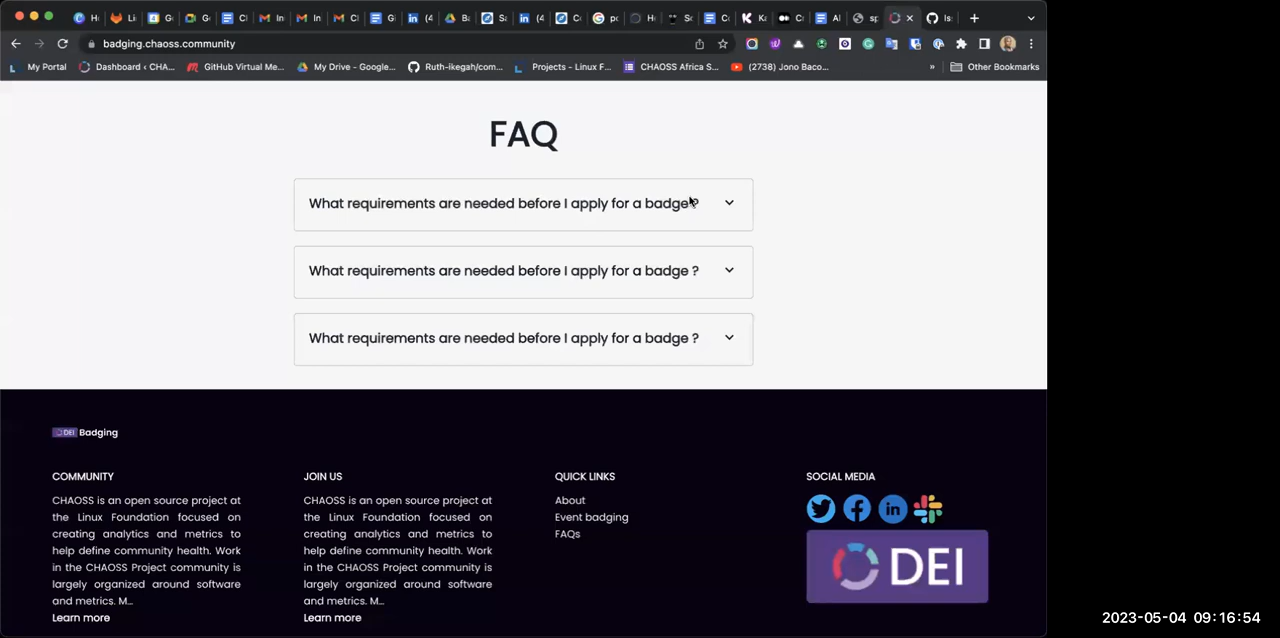 badging.chaoss.community
My Portal
Dashboard ‹ CHA...
GitHub Virtual Me...
My Drive - Google...
Ruth-ikegah/com...
Projects - Linux F...
CHAOSS Africa S...
(2738) Jono Baco...
»
Other Bookmarks
FAQ
What requirements are needed before I apply for a badge ?
What requirements are needed before I apply for a badge ?
What requirements are needed before I apply for a badge ?
DEI Badging
COMMUNITY
CHAOSS is an open source project at
the Linux Foundation focused on
creating analytics and metrics to
help define community health. Work
in the CHAOSS Project community is
largely organized around software
and metrics. M...
Learn more
JOIN US
CHAOSS is an open source project at
the Linux Foundation focused on
creating analytics and metrics to
help define community health. Work
in the CHAOSS Project community is
largely organized around software
and metrics. M...
Learn more
QUICK LINKS
About
Event badging
FAQs
SOCIAL MEDIA
in
DEI
2023-05-04 09:16:54